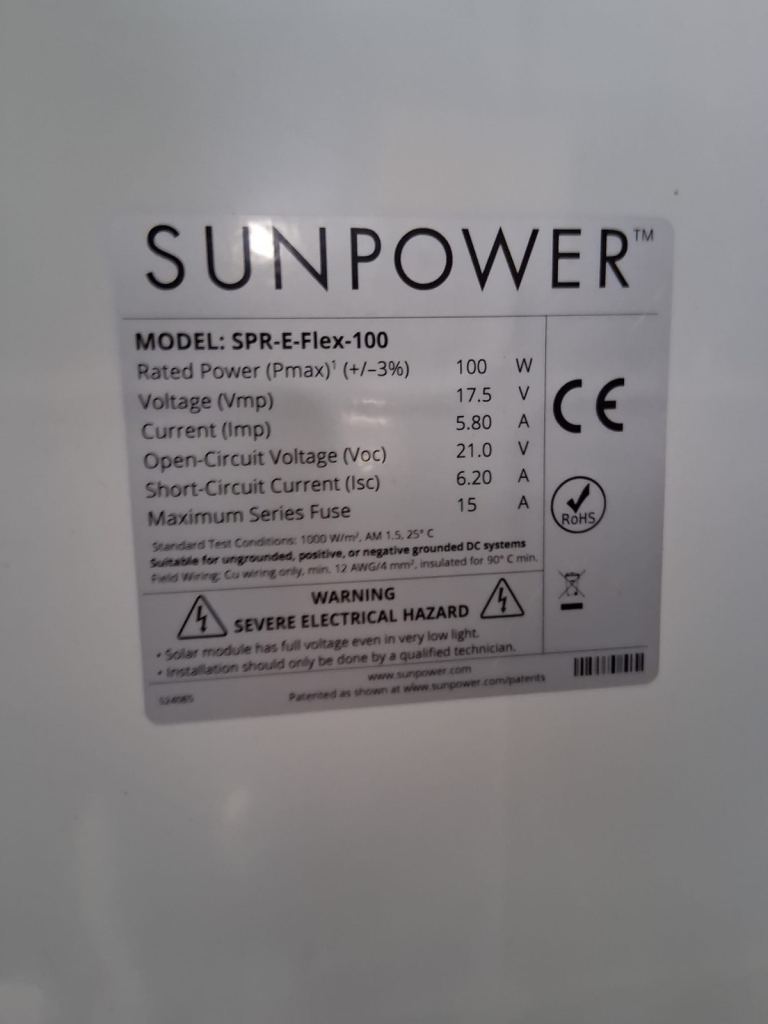 SUNPOWER™
MODEL: SPR-E-Flex-100
Rated Power (Pmax)¹ (+/–3%) 100 W
Voltage (Vmp) 17.5 V
Current (Imp) 5.80 A
Open-Circuit Voltage (Voc) 21.0 V
Short-Circuit Current (Isc) 6.20 A
Maximum Series Fuse 15 A
Standard Test Conditions: 1000 W/m², AM 1.5, 25° C
Suitable for ungrounded, positive, or negative grounded DC systems
Field Wiring: Cu wiring only, min. 12 AWG/4 mm², insulated for 90° C min.
CE
RoHS
WARNING
SEVERE ELECTRICAL HAZARD
• Solar module has full voltage even in very low light.
• Installation should only be done by a qualified technician.
www.sunpower.com
Patented as shown at www.sunpower.com/patents